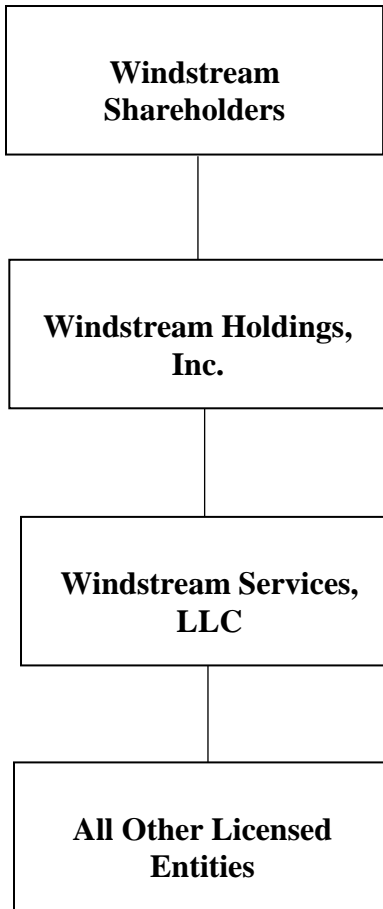 Windstream
Shareholders
Windstream Holdings,
Inc.
Windstream Services,
LLC
All Other Licensed
Entities